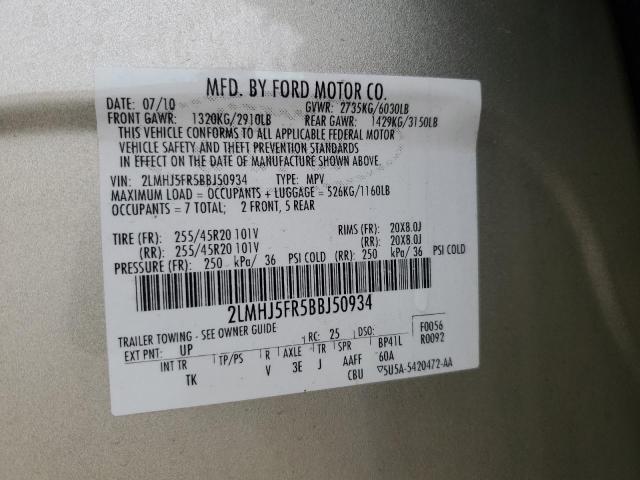 MFD. BY FORD MOTOR CO.
DATE: 07/10 GVWR: 2735KG/6030LB
FRONT GAWR: 1320KG/2910LB REAR GAWR: 1429KG/3150LB
THIS VEHICLE CONFORMS TO ALL APPLICABLE FEDERAL MOTOR
VEHICLE SAFETY AND THEFT PREVENTION STANDARDS
IN EFFECT ON THE DATE OF MANUFACTURE SHOWN ABOVE.
VIN: 2LMHJ5FR5BBJ50934 TYPE: MPV
MAXIMUM LOAD = OCCUPANTS + LUGGAGE = 526KG/1160LB
OCCUPANTS = 7 TOTAL; 2 FRONT, 5 REAR
TIRE (FR): 255/45R20 101V RIMS (FR): 20X8.0J
(RR): 255/45R20 101V (RR): 20X8.0J
PRESSURE (FR): 250 kPa/ 36 PSI COLD (RR): 250 kPa/ 36 PSI COLD
2LMHJ5FR5BBJ50934
TRAILER TOWING - SEE OWNER GUIDE
RC: 25 DSO: F0056
EXT PNT: UP R0092
INT TR TP/PS R AXLE TR SPR BP41L
TK V 3E J AAFF 60A
CBU ▽5U5A-5420472-AA